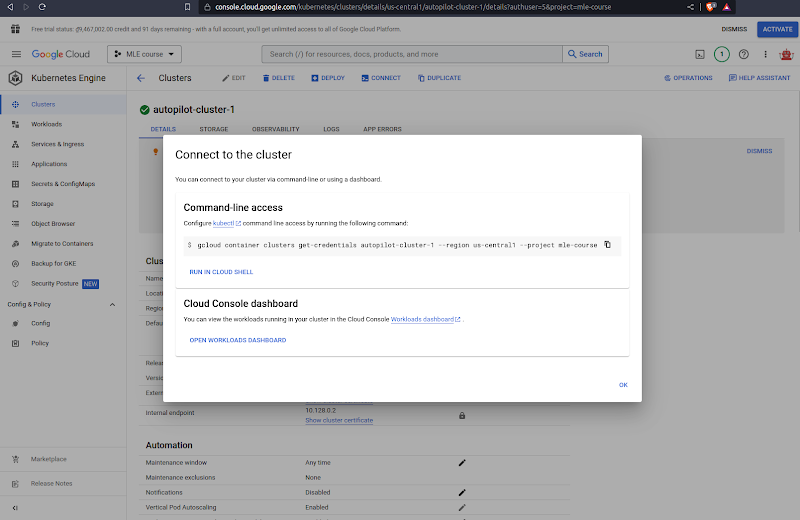 console.cloud.google.com/kubernetes/clusters/details/us-central1/autopilot-cluster-1/details?authuser=5&project=mle-course
Free trial status: ₫9,467,002.00 credit and 91 days remaining - with a full account, you'll get unlimited access to all of Google Cloud Platform.
DISMISS
ACTIVATE
Google Cloud
MLE course
Search (/) for resources, docs, products, and more
Search
1
Kubernetes Engine
Clusters
EDIT
DELETE
DEPLOY
CONNECT
DUPLICATE
OPERATIONS
HELP ASSISTANT
Clusters
Workloads
Services & Ingress
Applications
Secrets & ConfigMaps
Storage
Object Browser
Migrate to Containers
Backup for GKE
Security Posture NEW
Config & Policy
Config
Policy
Marketplace
Release Notes
autopilot-cluster-1
DETAILS
STORAGE
OBSERVABILITY
LOGS
APP ERRORS
DISMISS
Connect to the cluster
You can connect to your cluster via command-line or using a dashboard.
Command-line access
Configure kubectl command line access by running the following command:
$ gcloud container clusters get-credentials autopilot-cluster-1 --region us-central1 --project mle-course
RUN IN CLOUD SHELL
Cloud Console dashboard
You can view the workloads running in your cluster in the Cloud Console Workloads dashboard .
OPEN WORKLOADS DASHBOARD
OK
Clus
Name
Locati
Region
Defau
Releas
Versio
Extern
Internal endpoint
10.128.0.2
Show cluster certificate
Automation
Maintenance window
Any time
Maintenance exclusions
None
Notifications
Disabled
Vertical Pod Autoscaling
Enabled